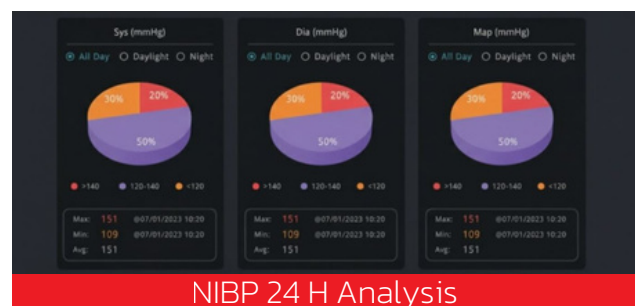 Sys (mmHg)
All Day Daylight Night
30% 20%
50%
>140 120-140 <120
Max: 151 @07/01/2023 10:20
Min: 109 @07/01/2023 10:20
Avg: 151
Dia (mmHg)
All Day Daylight Night
30% 20%
50%
>140 120-140 <120
Max: 151 @07/01/2023 10:20
Min: 109 @07/01/2023 10:20
Avg: 151
Map (mmHg)
All Day Daylight Night
30% 20%
50%
>140 120-140 <120
Max: 151 @07/01/2023 10:20
Min: 109 @07/01/2023 10:20
Avg: 151
NIBP 24 H Analysis